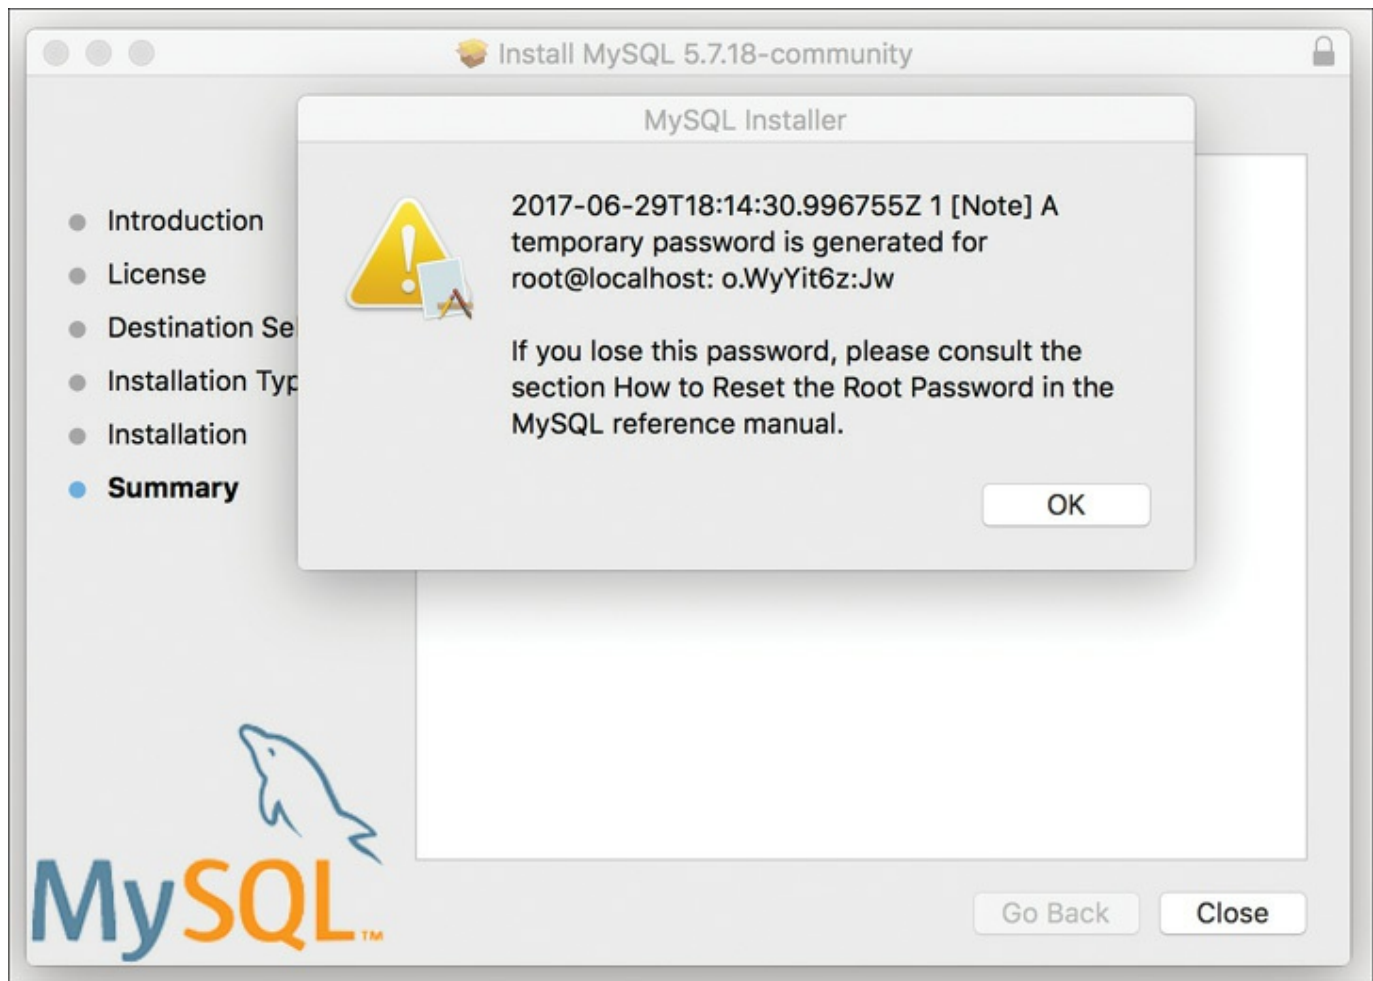 Install MySQL 5.7.18-community
MySQL Installer
2017-06-29T18:14:30.996755Z 1 [Note] A
temporary password is generated for
root@localhost: o.WyYit6z:Jw
If you lose this password, please consult the
section How to Reset the Root Password in the
MySQL reference manual.
OK
Introduction
License
Destination Sel
Installation Typ
Installation
Summary
MySQL™
Go Back
Close